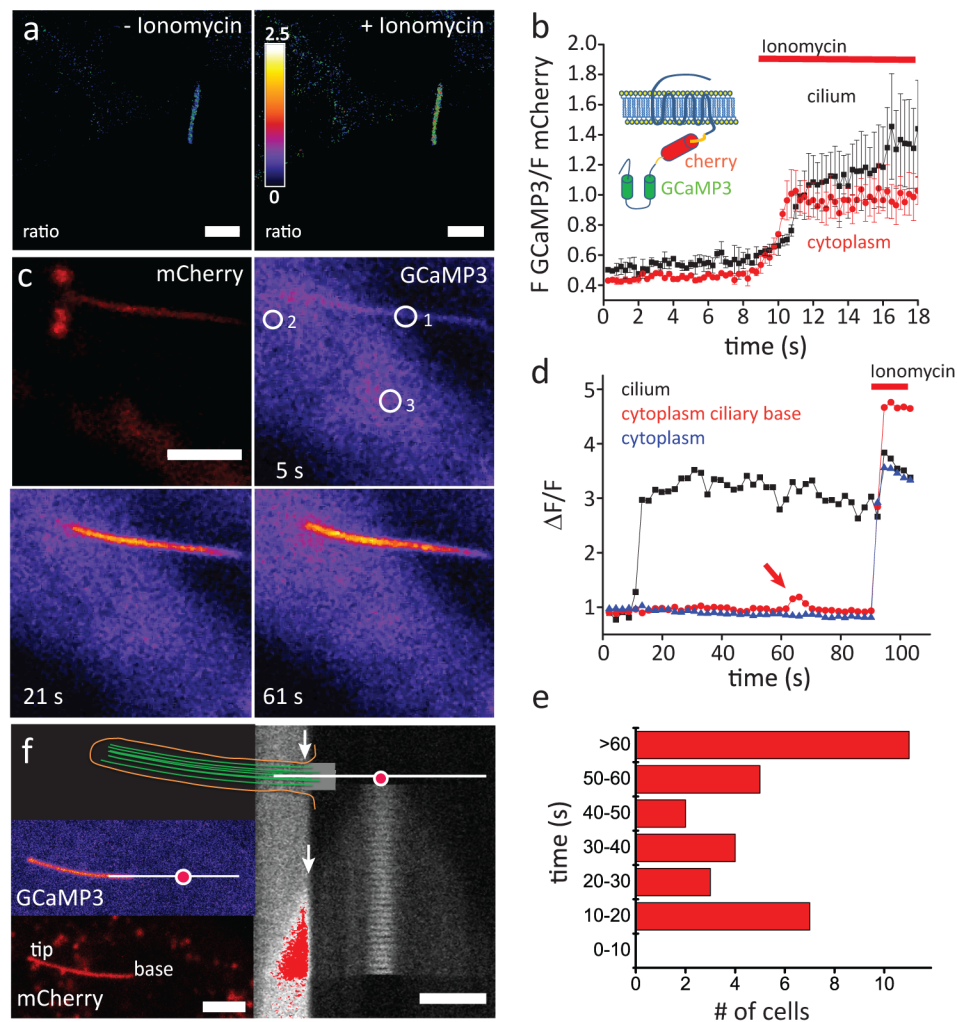 a
- Ionomycin
+ Ionomycin
2.5
0
ratio
ratio
b
Ionomycin
F GCaMP3/F mCherry
2.0
1.8
1.6
1.4
1.2
1.0
0.8
0.6
0.4
cilium
cherry
GCaMP3
cytoplasm
0 2 4 6 8 10 12 14 16 18
time (s)
c
mCherry
GCaMP3
1
2
3
5 s
21 s
61 s
d
Ionomycin
cilium
cytoplasm ciliary base
cytoplasm
ΔF/F
5
4
3
2
1
0 20 40 60 80 100
time (s)
e
time (s)
>60
50-60
40-50
30-40
20-30
10-20
0-10
0 2 4 6 8 10
# of cells
f
GCaMP3
tip
base
mCherry